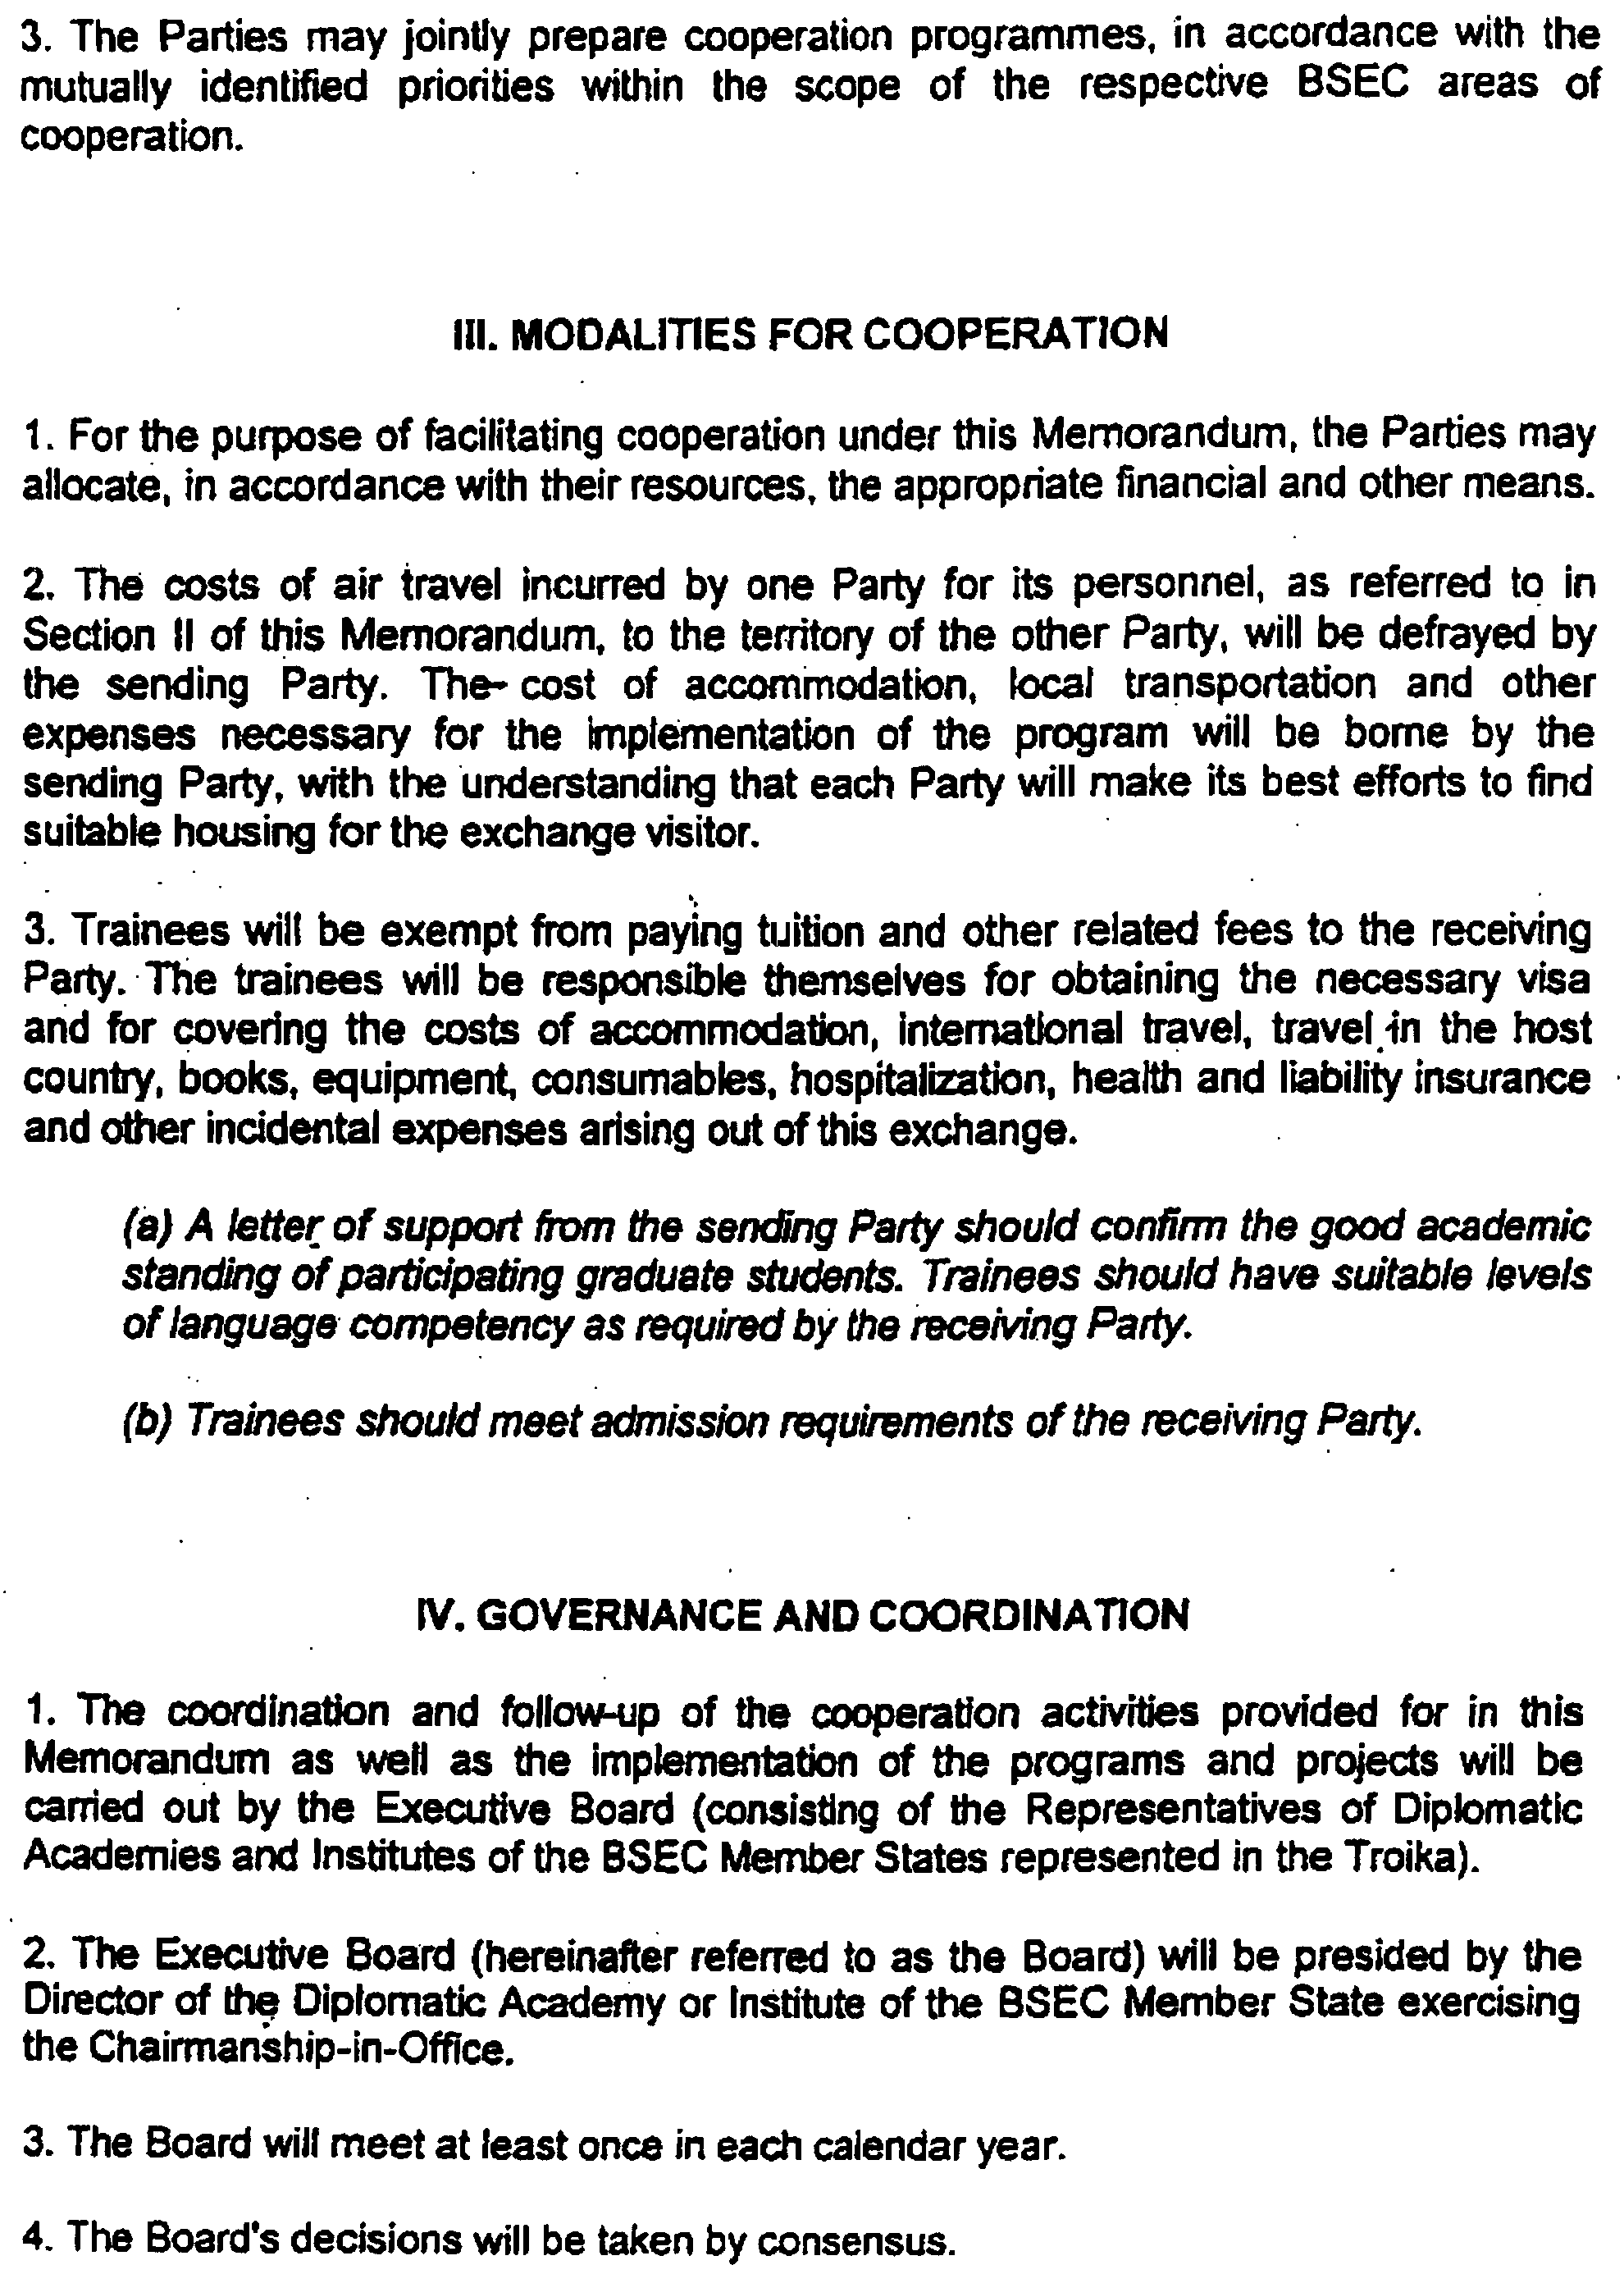 3. The Parties may jointly prepare cooperation programmes, in accordance with the
mutually identified priorities within the scope of the respective BSEC areas of
cooperation.
III. MODALITIES FOR COOPERATION
1. For the purpose of facilitating cooperation under this Memorandum, the Parties may
allocate, in accordance with their resources, the appropriate financial and other means.
2. The costs of air travel incurred by one Party for its personnel, as referred to in
Section II of this Memorandum, to the territory of the other Party, will be defrayed by
the sending Party. The cost of accommodation, local transportation and other
expenses necessary for the implementation of the program will be borne by the
sending Party, with the understanding that each Party will make its best efforts to find
suitable housing for the exchange visitor.
3. Trainees will be exempt from paying tuition and other related fees to the receiving
Party. The trainees will be responsible themselves for obtaining the necessary visa
and for covering the costs of accommodation, international travel, travel in the host
country, books, equipment, consumables, hospitalization, health and liability insurance
and other incidental expenses arising out of this exchange.
(a) A letter of support from the sending Party should confirm the good academic
standing of participating graduate students. Trainees should have suitable levels
of language competency as required by the receiving Party.
(b) Trainees should meet admission requirements of the receiving Party.
IV. GOVERNANCE AND COORDINATION
1. The coordination and follow-up of the cooperation activities provided for in this
Memorandum as well as the implementation of the programs and projects will be
carried out by the Executive Board (consisting of the Representatives of Diplomatic
Academies and Institutes of the BSEC Member States represented in the Troika).
2. The Executive Board (hereinafter referred to as the Board) will be presided by the
Director of the Diplomatic Academy or Institute of the BSEC Member State exercising
the Chairmanship-in-Office.
3. The Board will meet at least once in each calendar year.
4. The Board's decisions will be taken by consensus.